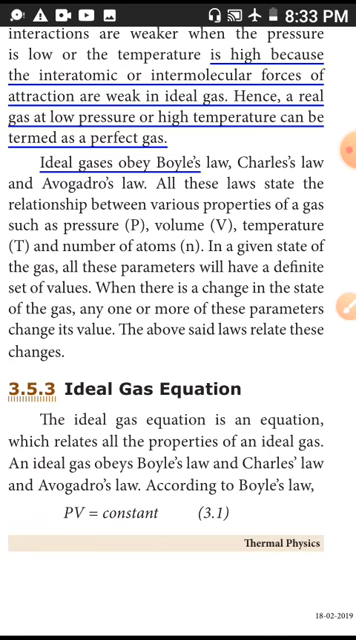 8:33 PM
interactions are weaker when the pressure
is low or the temperature is high because
the interatomic or intermolecular forces of
attraction are weak in ideal gas. Hence, a real
gas at low pressure or high temperature can be
termed as a perfect gas.
Ideal gases obey Boyle’s law, Charles’s law
and Avogadro’s law. All these laws state the
relationship between various properties of a gas
such as pressure (P), volume (V), temperature
(T) and number of atoms (n). In a given state of
the gas, all these parameters will have a definite
set of values. When there is a change in the state
of the gas, any one or more of these parameters
change its value. The above said laws relate these
changes.
3.5.3 Ideal Gas Equation
The ideal gas equation is an equation,
which relates all the properties of an ideal gas.
An ideal gas obeys Boyle’s law and Charles’ law
and Avogadro’s law. According to Boyle’s law,
PV = constant (3.1)
Thermal Physics
18-02-2019